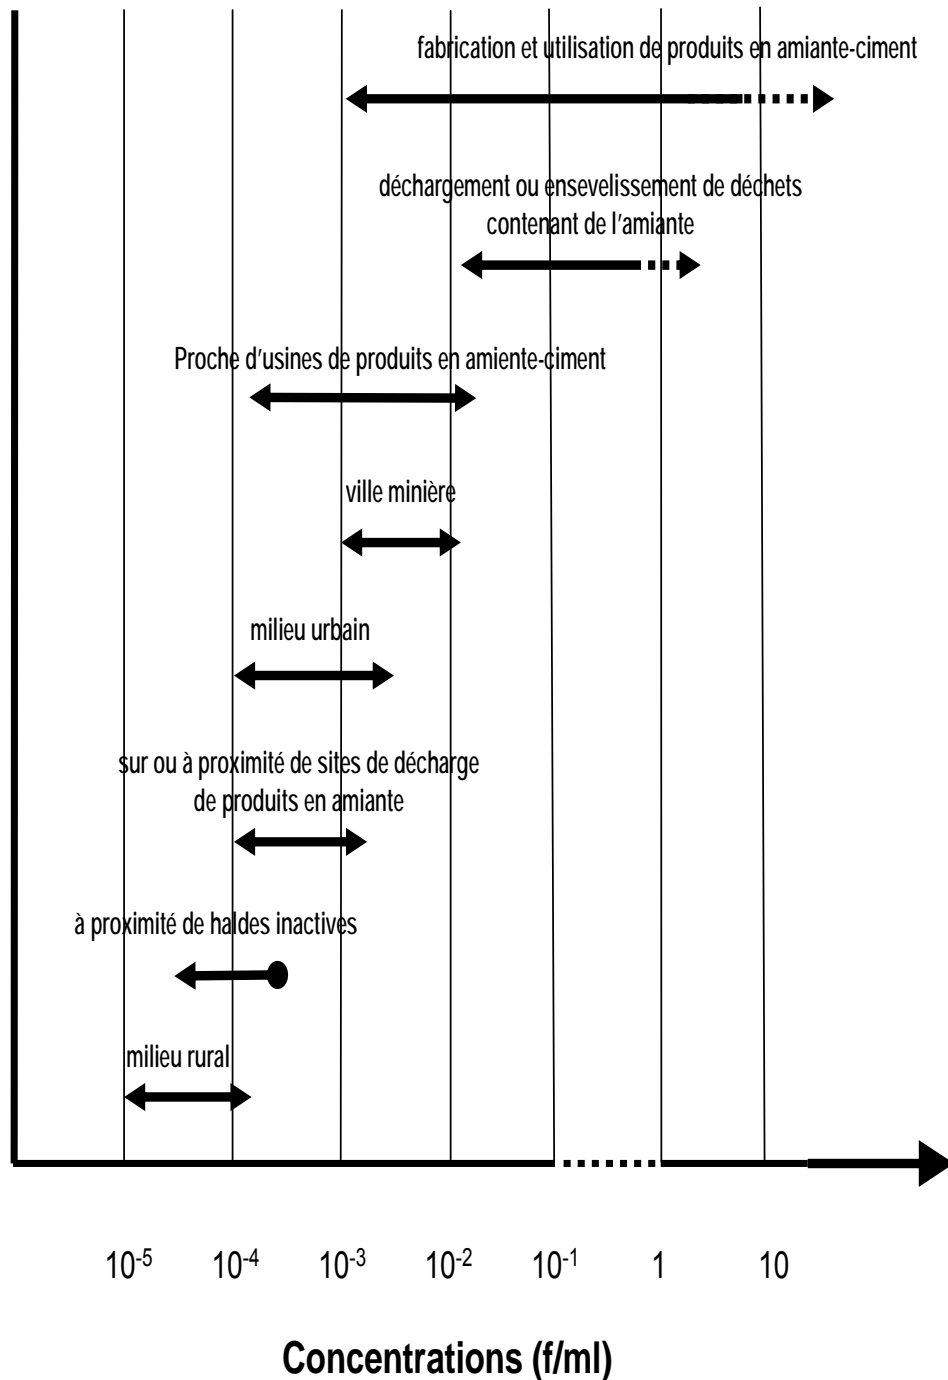 fabrication et utilisation de produits en amiante-ciment
déchargement ou ensevelissement de déchets
contenant de l'amiante
Proche d'usines de produits en amiente-ciment
ville minière
milieu urbain
sur ou à proximité de sites de décharge
de produits en amiante
à proximité de haldes inactives
milieu rural
10⁻⁵ 10⁻⁴ 10⁻³ 10⁻² 10⁻¹ 1 10
Concentrations (f/ml)